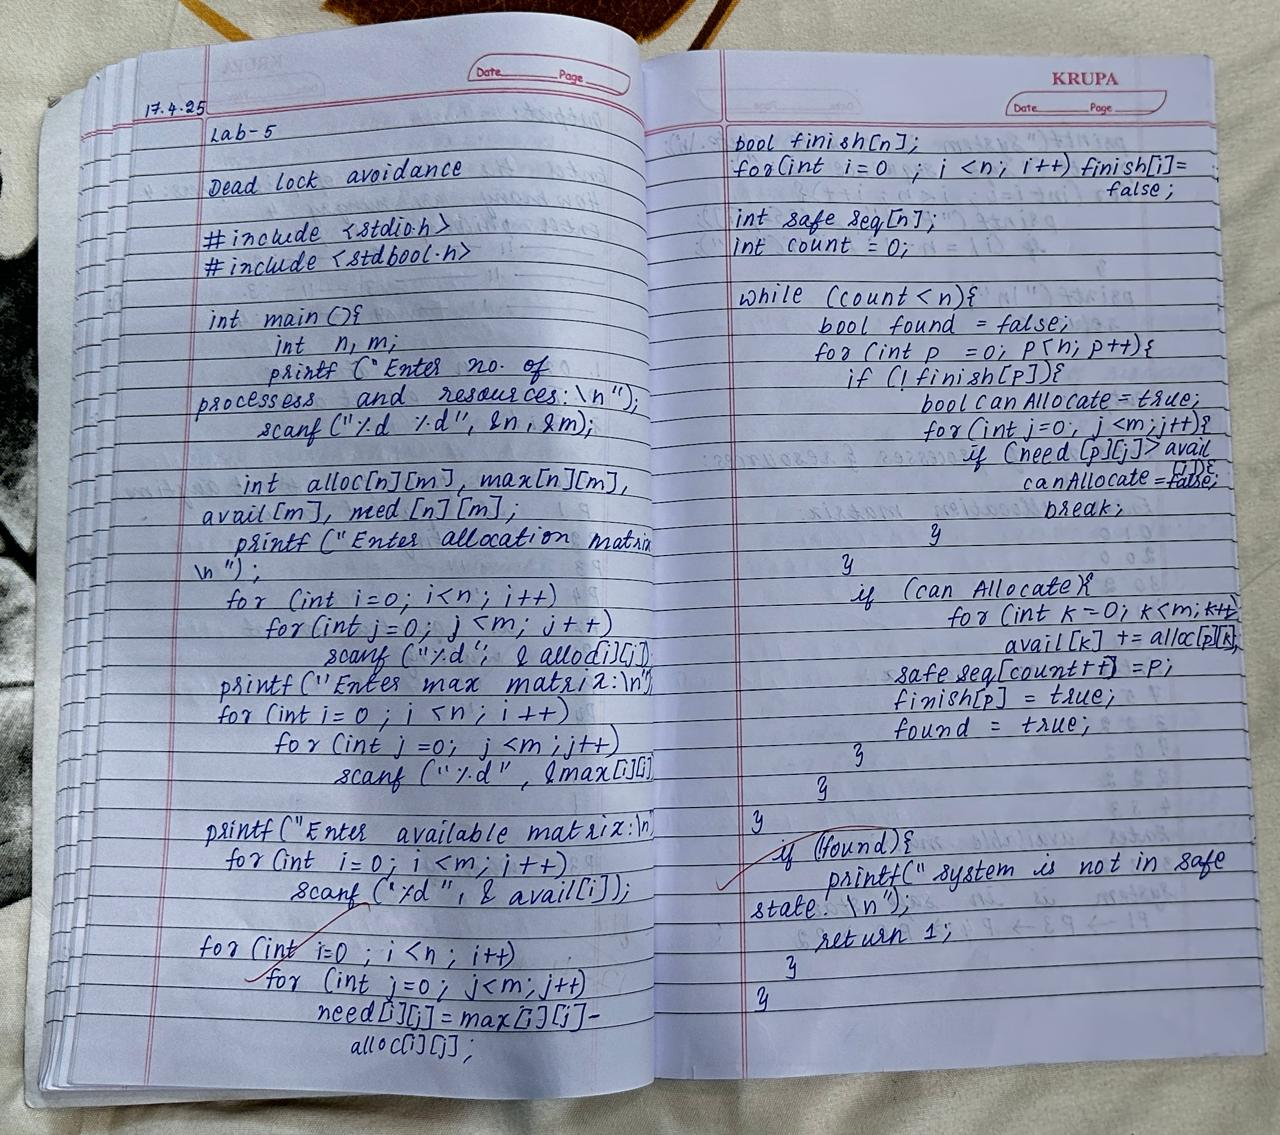 Date Page
17.4.25
Lab-5
Dead lock avoidance
#include <stdio.h>
#include <stdbool.h>
int main (){
int n, m;
printf ("Enter no. of
processess and resources:\n");
scanf ("%d %d", &n, &m);
int alloc[n][m], max[n][m],
avail[m], need[n][m];
printf ("Enter allocation matrix
\n");
for (int i=0; i<n; i++)
for (int j=0; j<m; j++)
scanf ("%d", &alloc[i][j])
printf ("Enter max matrix:\n"
for (int i=0; i<n; i++)
for (int j=0; j<m; j++)
scanf ("%d", &max[i][j]
printf ("Enter available matrix:\n
for (int i=0; i<m; i++)
scanf ("%d", &avail[i]);
for (int i=0; i<n; i++)
for (int j=0; j<m; j++)
need[i][j]=max[i][j]-
alloc[i][j];
KRUPA
Date Page
bool finish[n];
for(int i=0 ; i<n; i++) finish[i]=
false;
int safe seq[n];
int count = 0;
while (count<n){
bool found = false;
for (int p =0; p<n; p++){
if (! finish[p]){
bool can Allocate = true;
for (int j=0; j<m; j++){
if (need [p][j]> avail
[j]){
canAllocate = false;
break;
}
}
if (can Allocate){
for (int k=0; k<m; k++)
avail[k] += alloc[p][k];
safe seq[count++] =p;
finish[p] = true;
found = true;
}
}
}
if (!found){
printf(" system is not in safe
state. \n");
return 1;
}
}